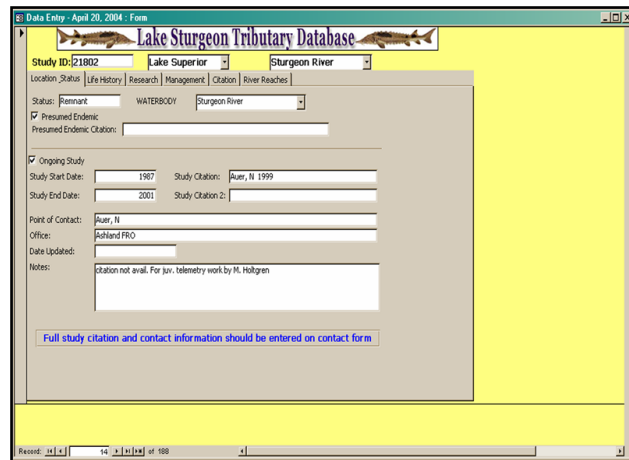 Data Entry - April 20, 2004 : Form
Lake Sturgeon Tributary Database
Study ID: 21802 Lake Superior Sturgeon River
Location_Status Life History Research Management Citation River Reaches
Status: Remnant WATERBODY Sturgeon River
Presumed Endemic
Presumed Endemic Citation:
Ongoing Study
Study Start Date: 1987 Study Citation: Auer, N 1999
Study End Date: 2001 Study Citation 2:
Point of Contact: Auer, N
Office: Ashland FRO
Date Updated:
Notes: citation not avail. For juv. telemetry work by M. Holtgren
Full study citation and contact information should be entered on contact form
Record: 14 of 188